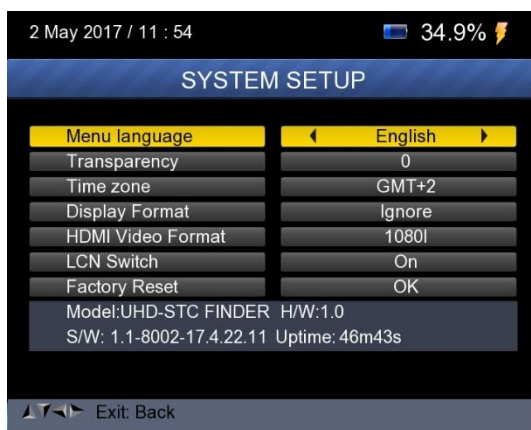 2 May 2017 / 11 : 54 34.9%
SYSTEM SETUP
Menu language English
Transparency 0
Time zone GMT+2
Display Format Ignore
HDMI Video Format 1080I
LCN Switch On
Factory Reset OK
Model:UHD-STC FINDER H/W:1.0
S/W: 1.1-8002-17.4.22.11 Uptime: 46m43s
Exit: Back